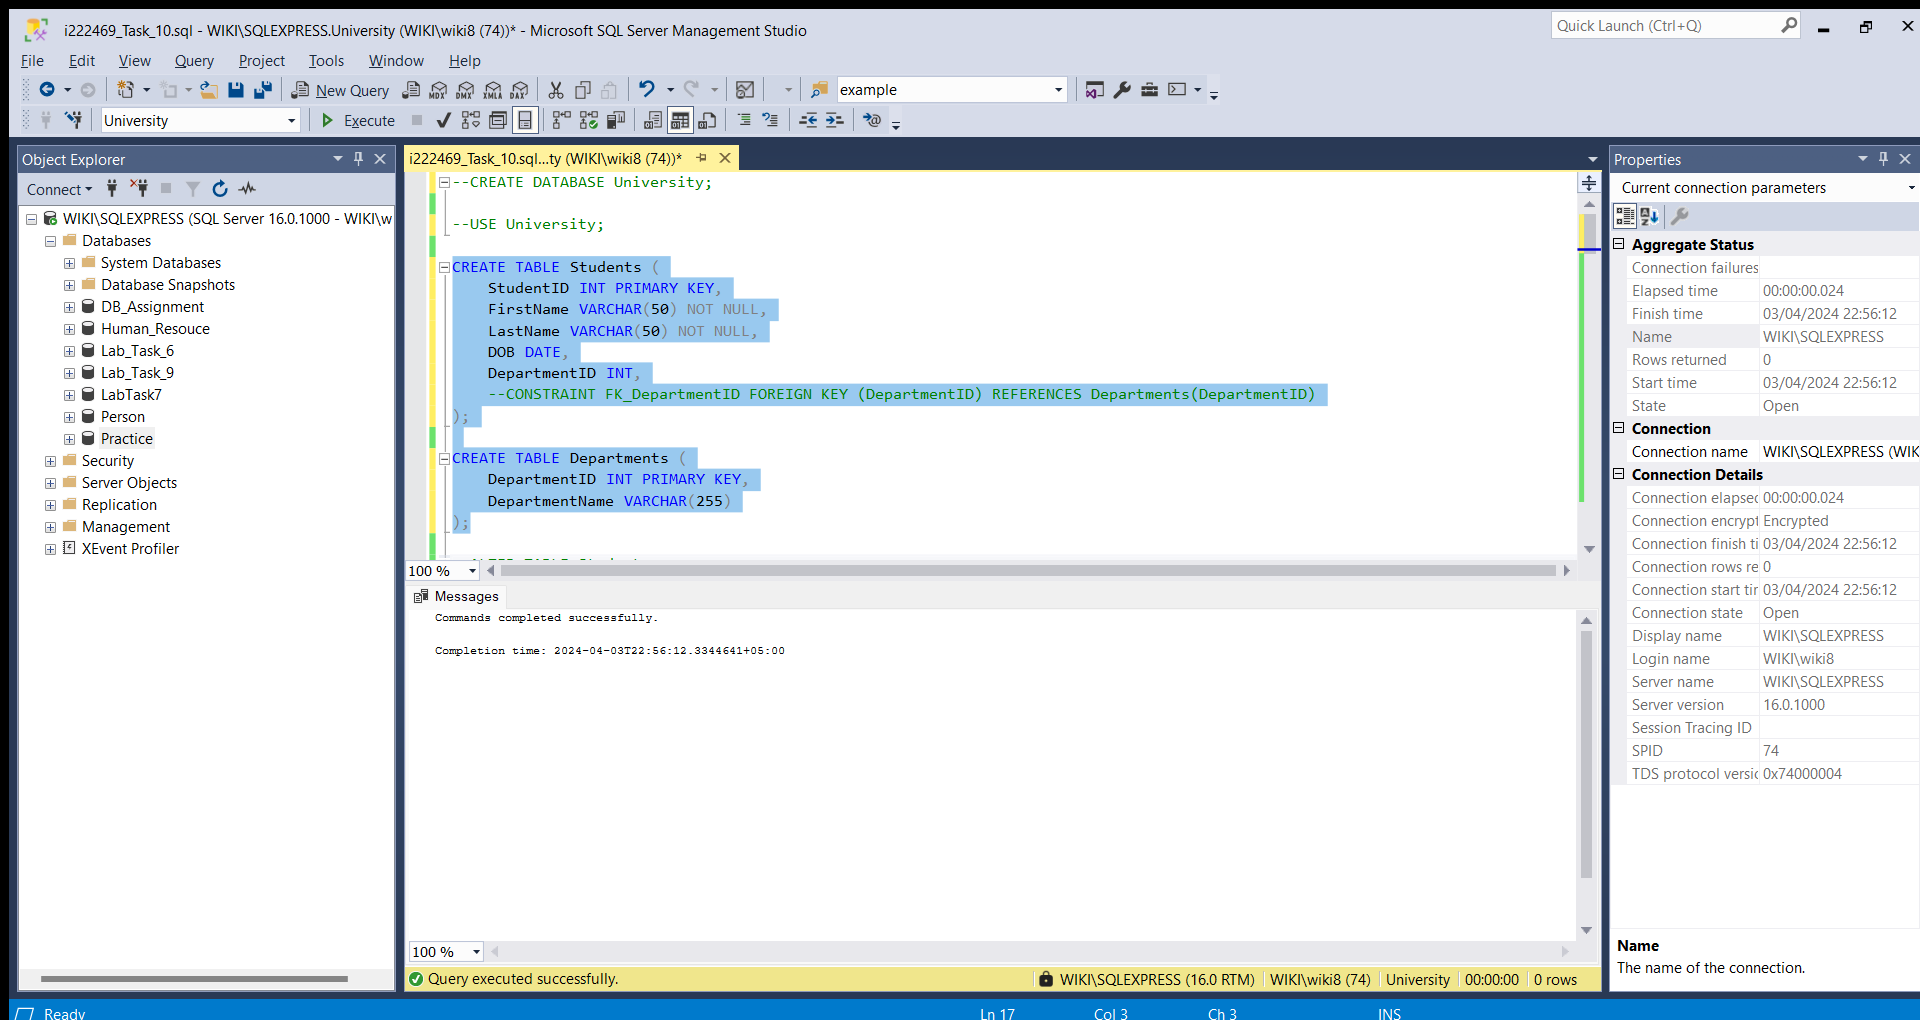 i222469_Task_10.sql - WIKI\SQLEXPRESS.University (WIKI\wiki8 (74))* - Microsoft SQL Server Management Studio
Quick Launch (Ctrl+Q)
File Edit View Query Project Tools Window Help
New Query MDX DMX XMLA DAX example
University Execute
Object Explorer
Connect
WIKI\SQLEXPRESS (SQL Server 16.0.1000 - WIKI\w
Databases
System Databases
Database Snapshots
DB_Assignment
Human_Resouce
Lab_Task_6
Lab_Task_9
LabTask7
Person
Practice
Security
Server Objects
Replication
Management
XEvent Profiler
i222469_Task_10.sql...ty (WIKI\wiki8 (74))*
--CREATE DATABASE University;
--USE University;
CREATE TABLE Students (
StudentID INT PRIMARY KEY,
FirstName VARCHAR(50) NOT NULL,
LastName VARCHAR(50) NOT NULL,
DOB DATE,
DepartmentID INT,
--CONSTRAINT FK_DepartmentID FOREIGN KEY (DepartmentID) REFERENCES Departments(DepartmentID)
);
CREATE TABLE Departments (
DepartmentID INT PRIMARY KEY,
DepartmentName VARCHAR(255)
);
100 %
Messages
Commands completed successfully.
Completion time: 2024-04-03T22:56:12.3344641+05:00
100 %
Query executed successfully. WIKI\SQLEXPRESS (16.0 RTM) WIKI\wiki8 (74) University 00:00:00 0 rows
Properties
Current connection parameters
Aggregate Status
Connection failures
Elapsed time 00:00:00.024
Finish time 03/04/2024 22:56:12
Name WIKI\SQLEXPRESS
Rows returned 0
Start time 03/04/2024 22:56:12
State Open
Connection
Connection name WIKI\SQLEXPRESS (WIK
Connection Details
Connection elapsec 00:00:00.024
Connection encrypt Encrypted
Connection finish ti 03/04/2024 22:56:12
Connection rows re 0
Connection start tir 03/04/2024 22:56:12
Connection state Open
Display name WIKI\SQLEXPRESS
Login name WIKI\wiki8
Server name WIKI\SQLEXPRESS
Server version 16.0.1000
Session Tracing ID
SPID 74
TDS protocol versic 0x74000004
Name
The name of the connection.
Ready Ln 17 Col 3 Ch 3 INS